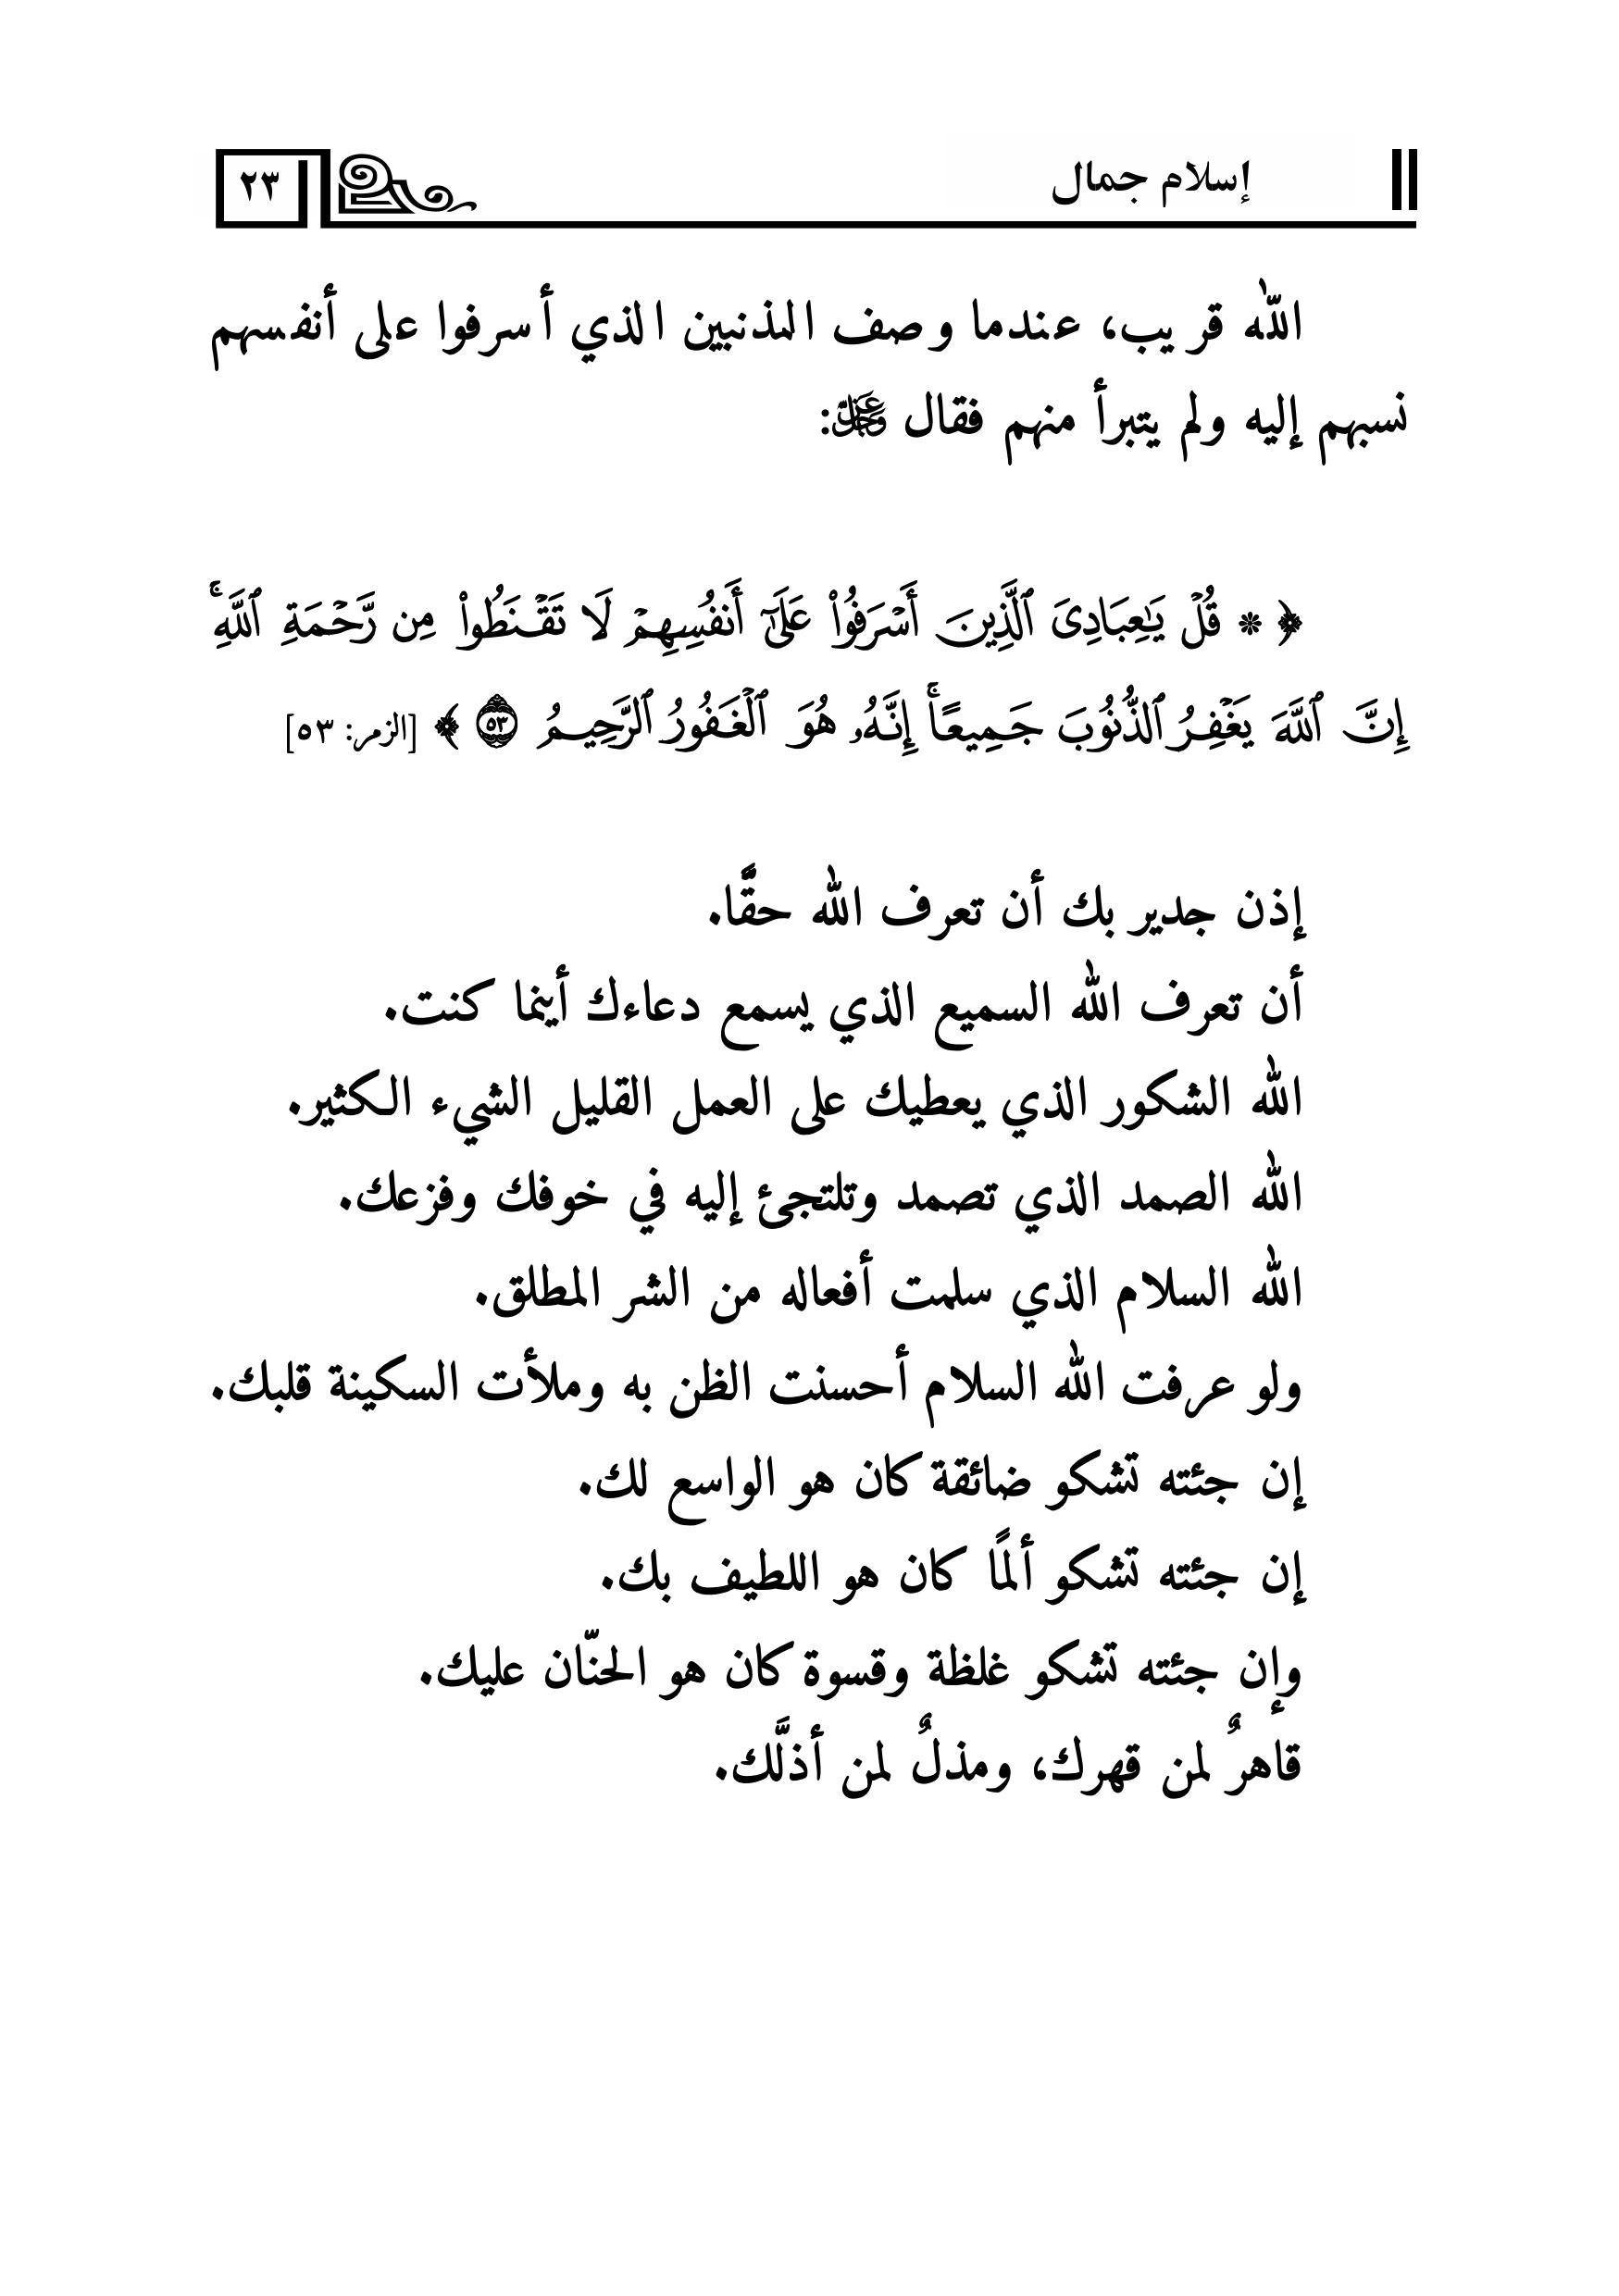 إسلام جمال
٢٣
الله قريب، عندما وصف المذنبين الذي أسرفوا على أنفسهم
نسبهم إليه ولم يتبرأ منهم فقال ﷻ:
﴿ ۞ قُلۡ يَٰعِبَادِيَ ٱلَّذِينَ أَسۡرَفُواْ عَلَىٰٓ أَنفُسِهِمۡ لَا تَقۡنَطُواْ مِن رَّحۡمَةِ ٱللَّهِۚ
إِنَّ ٱللَّهَ يَغۡفِرُ ٱلذُّنُوبَ جَمِيعًاۚ إِنَّهُۥ هُوَ ٱلۡغَفُورُ ٱلرَّحِيمُ ٥٣ ﴾ [الزمر: ٥٣]
إذن جدير بك أن تعرف الله حقًّا.
أن تعرف الله السميع الذي يسمع دعاءك أينما كنت.
الله الشكور الذي يعطيك على العمل القليل الشيء الكثير.
الله الصمد الذي تصمد وتلتجئ إليه في خوفك وفزعك.
الله السلام الذي سلمت أفعاله من الشر المطلق.
ولو عرفت الله السلام أحسنت الظن به وملأت السكينة قلبك.
إن جئته تشكو ضائقة كان هو الواسع لك.
إن جئته تشكو ألمًا كان هو اللطيف بك.
وإن جئته تشكو غلظة وقسوة كان هو الحنّان عليك.
قاهرٌ لمن قهرك، ومذلٌ لمن أذلَّك.